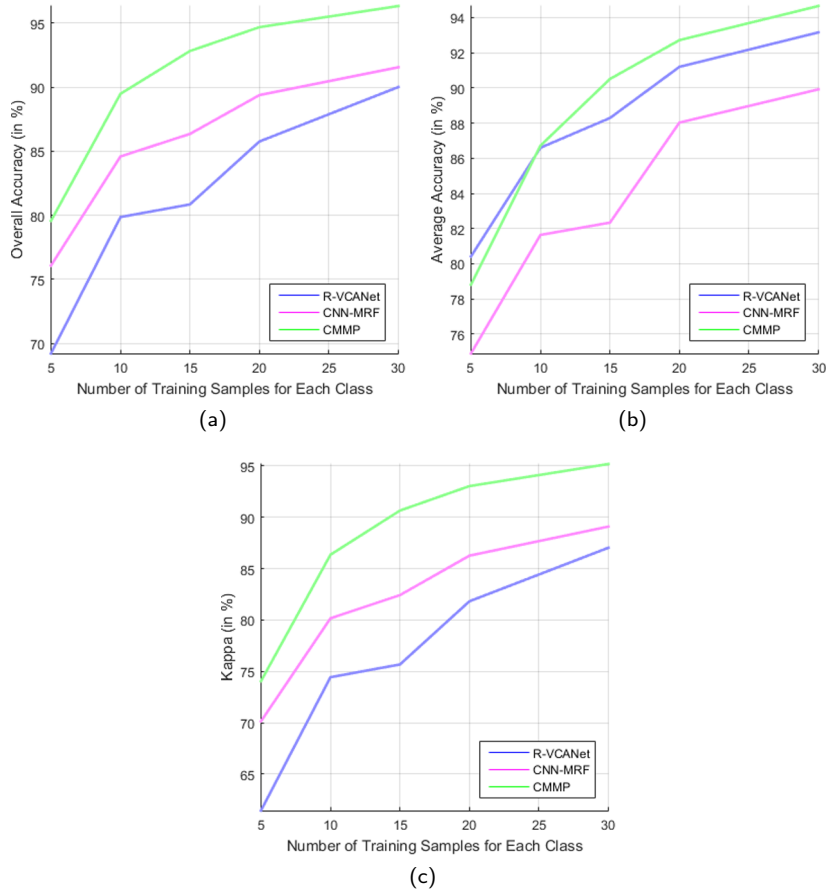 95
90
85
80
75
70
Overall Accuracy (in %)
5 10 15 20 25 30
Number of Training Samples for Each Class
R-VCANet
CNN-MRF
CMMP
(a)
94
92
90
88
86
84
82
80
78
76
Average Accuracy (in %)
5 10 15 20 25 30
Number of Training Samples for Each Class
R-VCANet
CNN-MRF
CMMP
(b)
95
90
85
80
75
70
65
Kappa (in %)
5 10 15 20 25 30
Number of Training Samples for Each Class
R-VCANet
CNN-MRF
CMMP
(c)